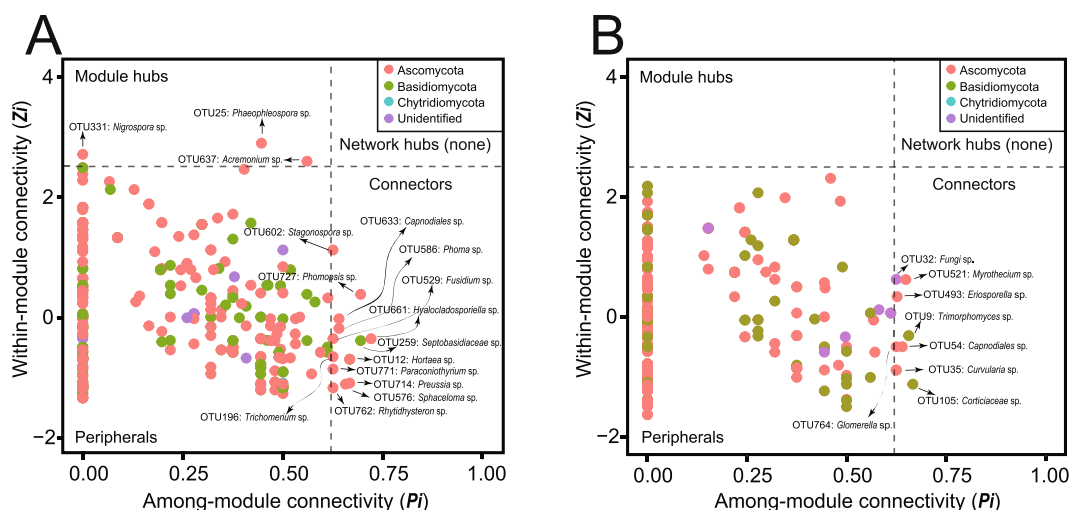 A
4
2
0
−2
Within-module connectivity (Zi)
Module hubs
Ascomycota
Basidiomycota
Chytridiomycota
Unidentified
OTU25: Phaeophleospora sp.
OTU331: Nigrospora sp.
OTU637: Acremonium sp.
Network hubs (none)
Connectors
OTU633: Capnodiales sp.
OTU602: Stagonospora sp.
OTU586: Phoma sp.
OTU727: Phomopsis sp.
OTU529: Fusidium sp.
OTU661: Hyalocladosporiella sp.
OTU259: Septobasidiaceae sp.
OTU12: Hortaea sp.
OTU771: Paraconiothyrium sp.
OTU714: Preussia sp.
OTU576: Sphaceloma sp.
OTU762: Rhytidhysteron sp.
OTU196: Trichomerium sp.
Peripherals
0.00
0.25
0.50
0.75
1.00
Among-module connectivity (Pi)
B
4
2
0
−2
Within-module connectivity (Zi)
Module hubs
Ascomycota
Basidiomycota
Chytridiomycota
Unidentified
Network hubs (none)
Connectors
OTU32: Fungi sp.
OTU521: Myrothecium sp.
OTU493: Eriosporella sp.
OTU9: Trimorphomyces sp.
OTU54: Capnodiales sp.
OTU35: Curvularia sp.
OTU105: Corticiaceae sp.
OTU764: Glomerella sp.
Peripherals
0.00
0.25
0.50
0.75
1.00
Among-module connectivity (Pi)